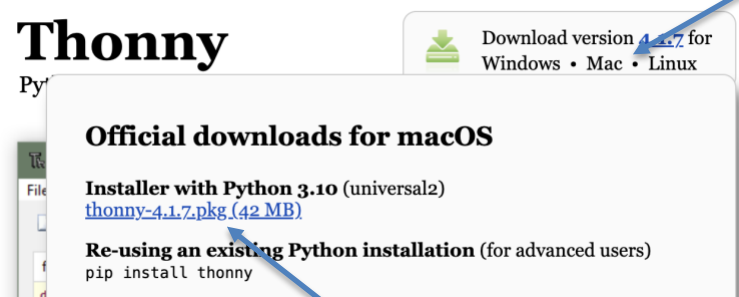 Thonny
Download version 4.1.7 for
Windows • Mac • Linux
Official downloads for macOS
Installer with Python 3.10 (universal2)
thonny-4.1.7.pkg (42 MB)
Re-using an existing Python installation (for advanced users)
pip install thonny
File